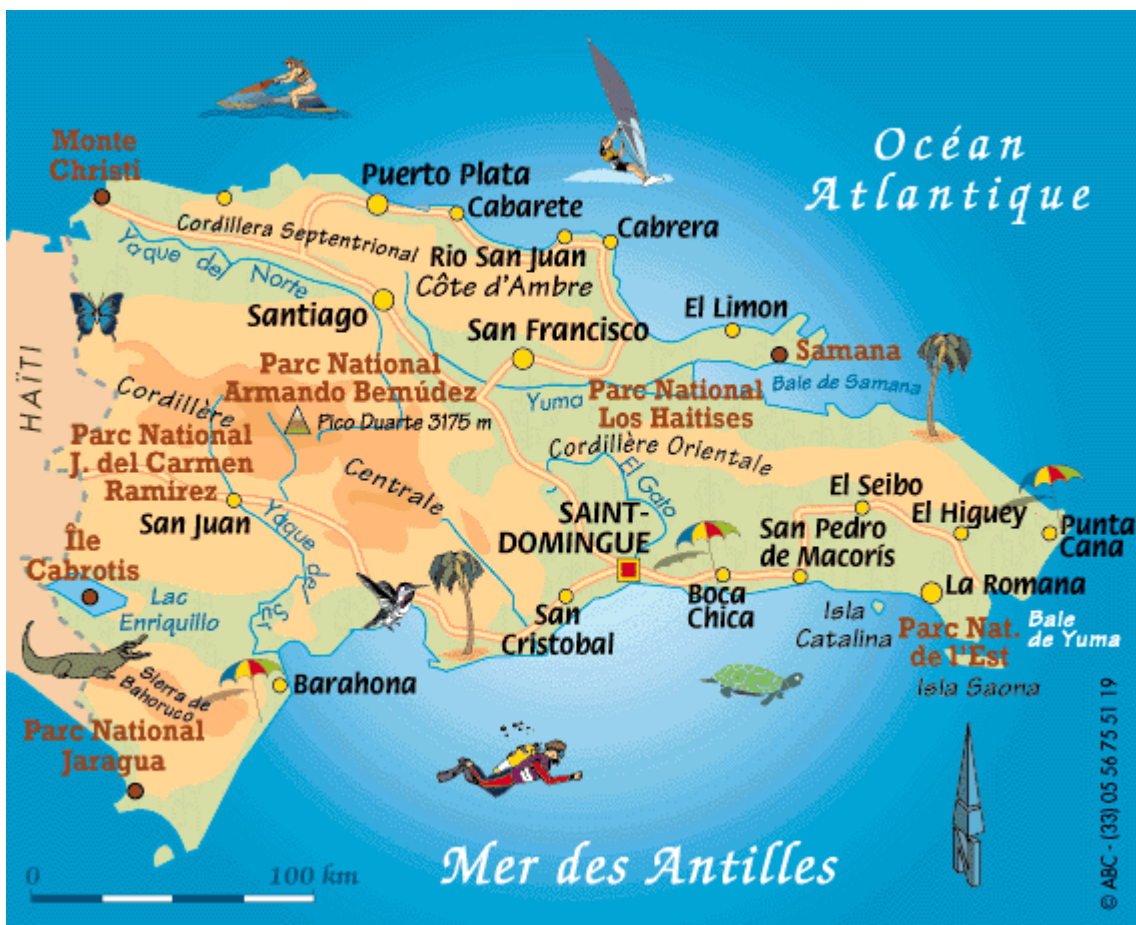 Océan
Atlantique
Monte
Christi
Puerto Plata
Cabarete
Cabrera
Cordillera Septentrional
Rio San Juan
Côte d'Ambre
Yaque del Norte
Santiago
San Francisco
El Limon
Samana
Baie de Samana
HAÏTI
Parc National
Armando Bemúdez
Pico Duarte 3175 m
Yuma
Parc National
Los Haitises
Cordillère
Centrale
Cordillère Orientale
Parc National
J. del Carmen
Ramírez
San Juan
Yaque del
Sur
El Gato
SAINT-
DOMINGUE
El Seibo
San Pedro
de Macorís
El Higuey
Punta
Cana
Île
Cabrotis
Lac
Enriquillo
San
Cristobal
Boca
Chica
La Romana
Isla
Catalina
Parc Nat.
de l'Est
Baie
de Yuma
Isla Saona
Sierra de
Bahoruco
Barahona
Parc National
Jaragua
Mer des Antilles
0
100 km
© ABC - (33) 05 56 75 51 19